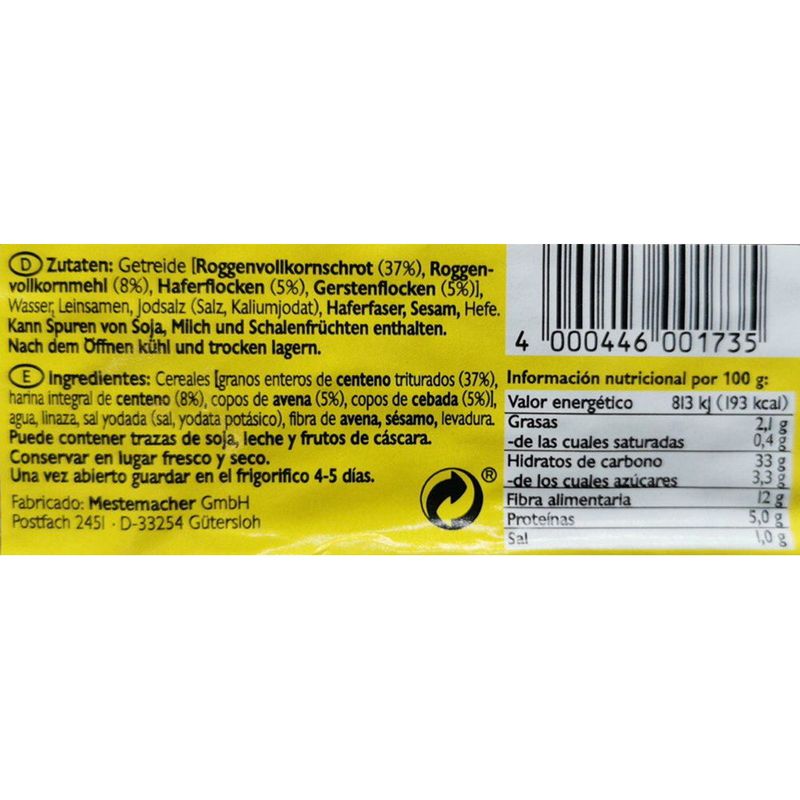 D Zutaten: Getreide [Roggenvollkornschrot (37%), Roggen-
vollkornmehl (8%), Haferflocken (5%), Gerstenflocken (5%)],
Wasser, Leinsamen, Jodsalz (Salz, Kaliumjodat), Haferfaser, Sesam, Hefe.
Kann Spuren von Soja, Milch und Schalenfrüchten enthalten.
Nach dem Öffnen kühl und trocken lagern.
E Ingredientes: Cereales [granos enteros de centeno triturados (37%),
harina integral de centeno (8%), copos de avena (5%), copos de cebada (5%)],
agua, linaza, sal yodada (sal, yodata potásico), fibra de avena, sésamo, levadura.
Puede contener trazas de soja, leche y frutos de cáscara.
Conservar en lugar fresco y seco.
Una vez abierto guardar en el frigorifico 4-5 días.
Fabricado: Mestemacher GmbH
Postfach 2451 · D-33254 Gütersloh
®
4 000446 001735
Información nutricional por 100 g:
Valor energético 813 kJ (193 kcal)
Grasas 2,1 g
-de las cuales saturadas 0,4 g
Hidratos de carbono 33 g
-de los cuales azúcares 3,3 g
Fibra alimentaria 12 g
Proteínas 5,0 g
Sal 1,0 g